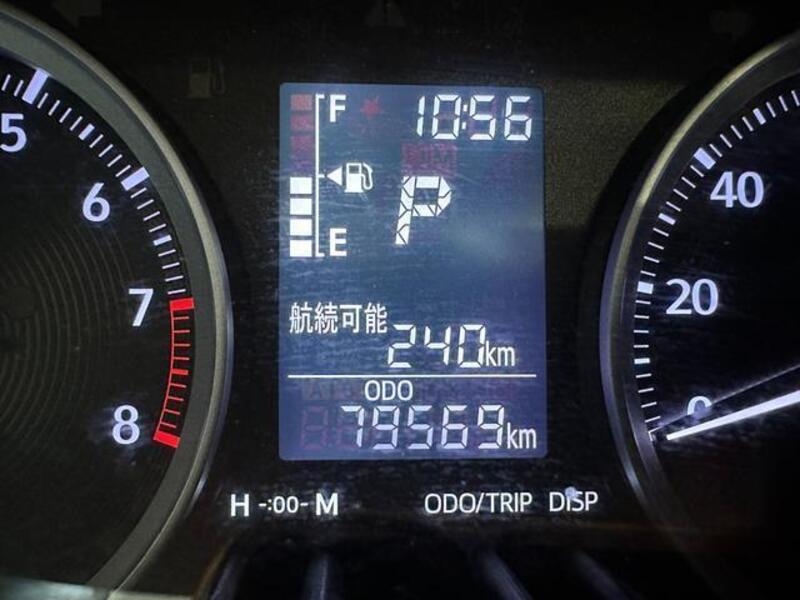 5
6
7
8
F
10:56
P
E
航続可能
240km
ODO
79569km
H -:00- M
ODO/TRIP DISP
40
20
0